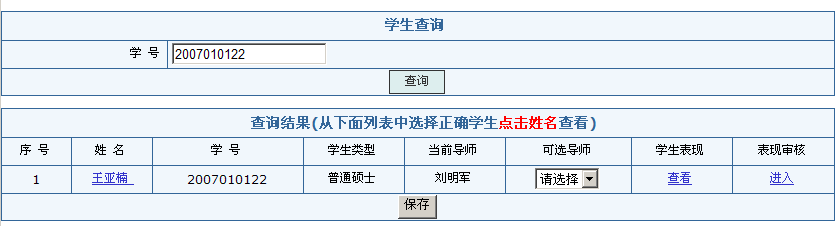 学生查询
学 号 2007010122
查询
查询结果(从下面列表中选择正确学生点击姓名查看)
序 号 姓 名 学 号 学生类型 当前导师 可选导师 学生表现 表现审核
1 王亚楠 2007010122 普通硕士 刘明军 请选择 查看 进入
保存